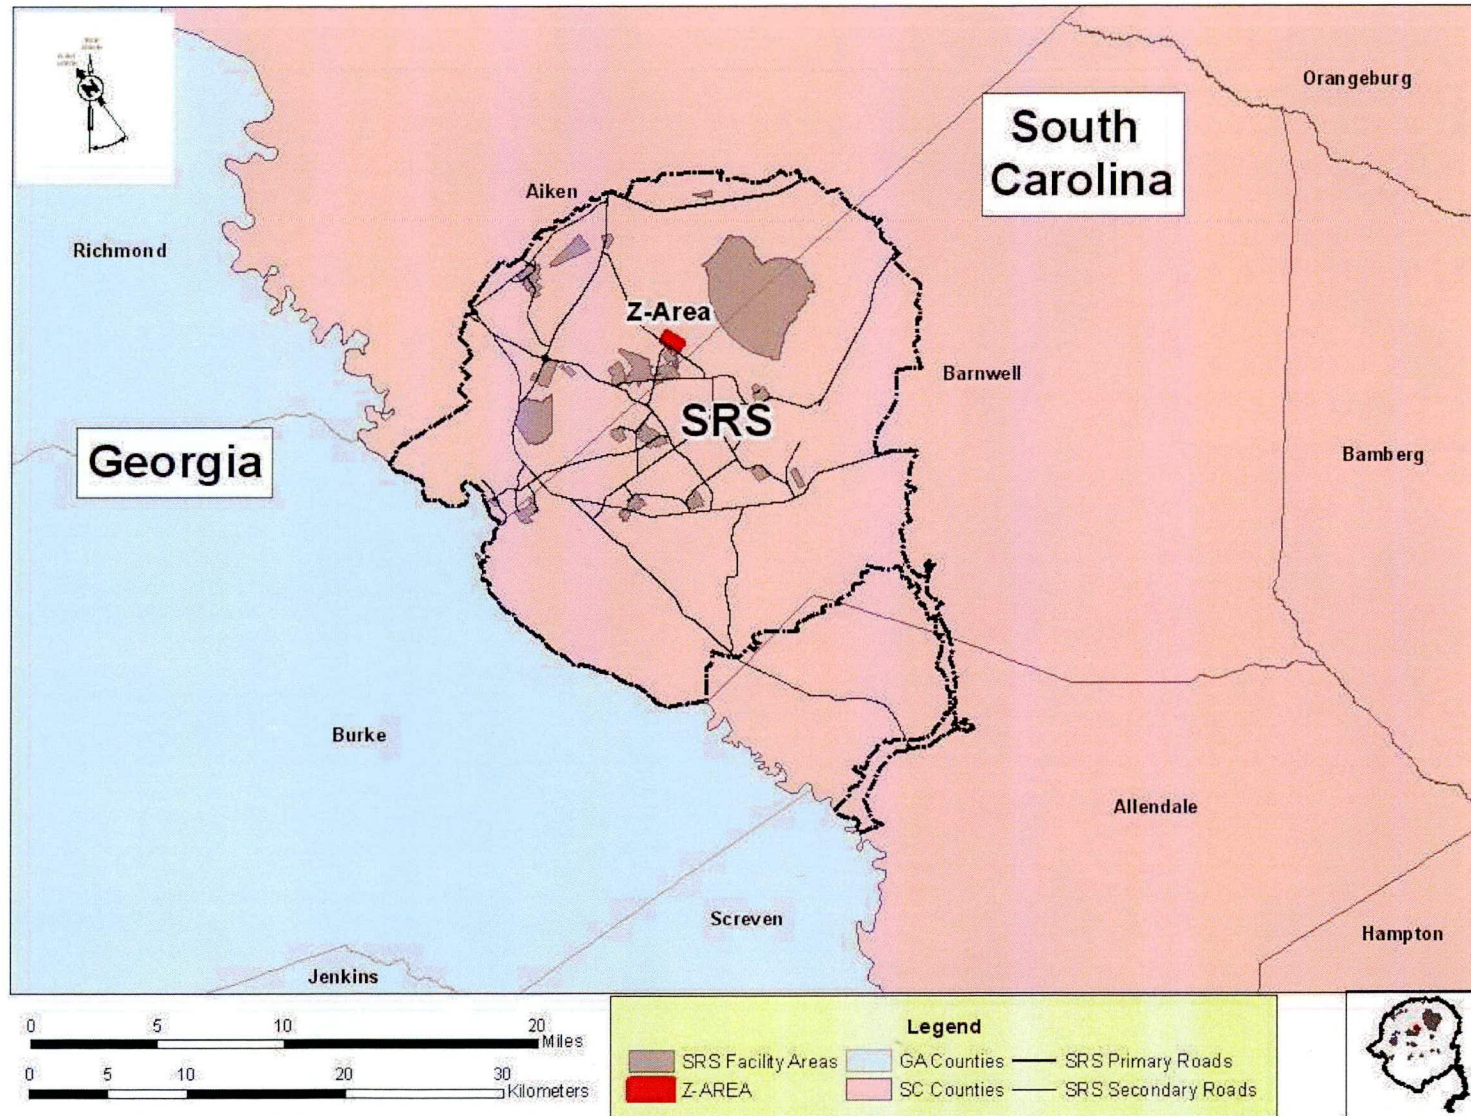 Orangeburg
South
Carolina
Aiken
Richmond
Z-Area
Barnwell
SRS
Georgia
Bamberg
Burke
Allendale
Screven
Hampton
Jenkins
0 5 10 20
Miles
0 5 10 20 30
Kilometers
Legend
SRS Facility Areas
GA Counties
SRS Primary Roads
Z-AREA
SC Counties
SRS Secondary Roads